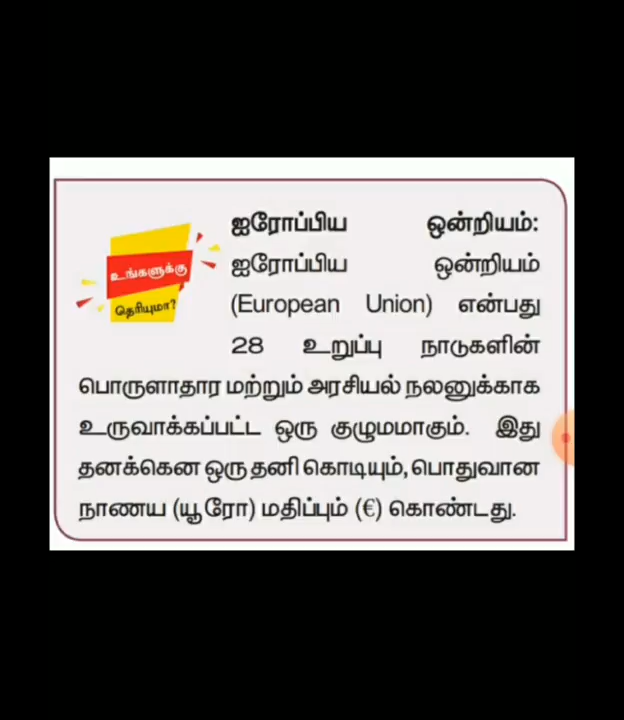 உங்களுக்கு
தெரியுமா?
ஐரோப்பிய ஒன்றியம்:
ஐரோப்பிய ஒன்றியம்
(European Union) என்பது
28 உறுப்பு நாடுகளின்
பொருளாதார மற்றும் அரசியல் நலனுக்காக
உருவாக்கப்பட்ட ஒரு குழுமமாகும். இது
தனக்கென ஒரு தனி கொடியும், பொதுவான
நாணய (யூரோ) மதிப்பும் (€) கொண்டது.